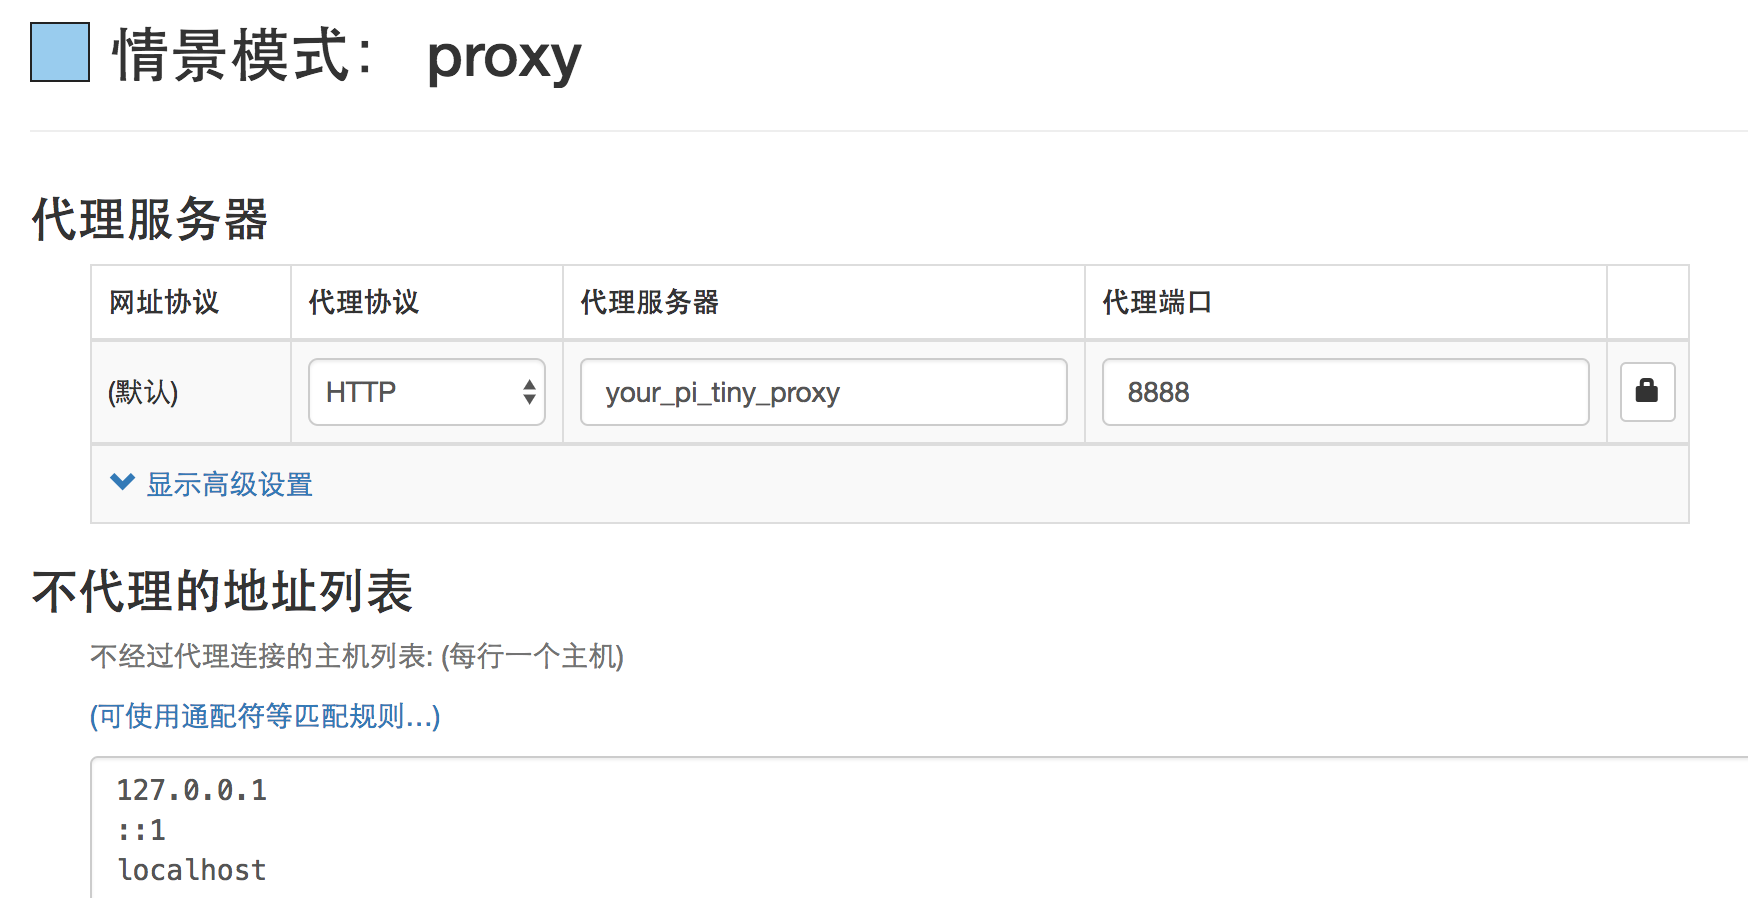 情景模式： proxy
代理服务器
网址协议 代理协议 代理服务器 代理端口
(默认) HTTP your_pi_tiny_proxy 8888
显示高级设置
不代理的地址列表
不经过代理连接的主机列表: (每行一个主机)
(可使用通配符等匹配规则...)
127.0.0.1
::1
localhost